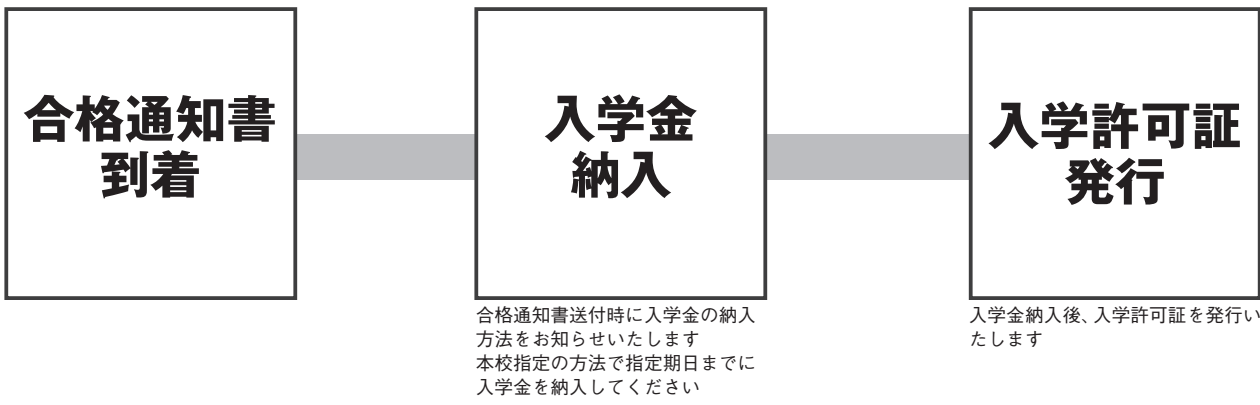 合格通知書
到着
入学金
納入
合格通知書送付時に入学金の納入
方法をお知らせいたします
本校指定の方法で指定期日までに
入学金を納入してください
入学許可証
発行
入学金納入後、入学許可証を発行い
たします